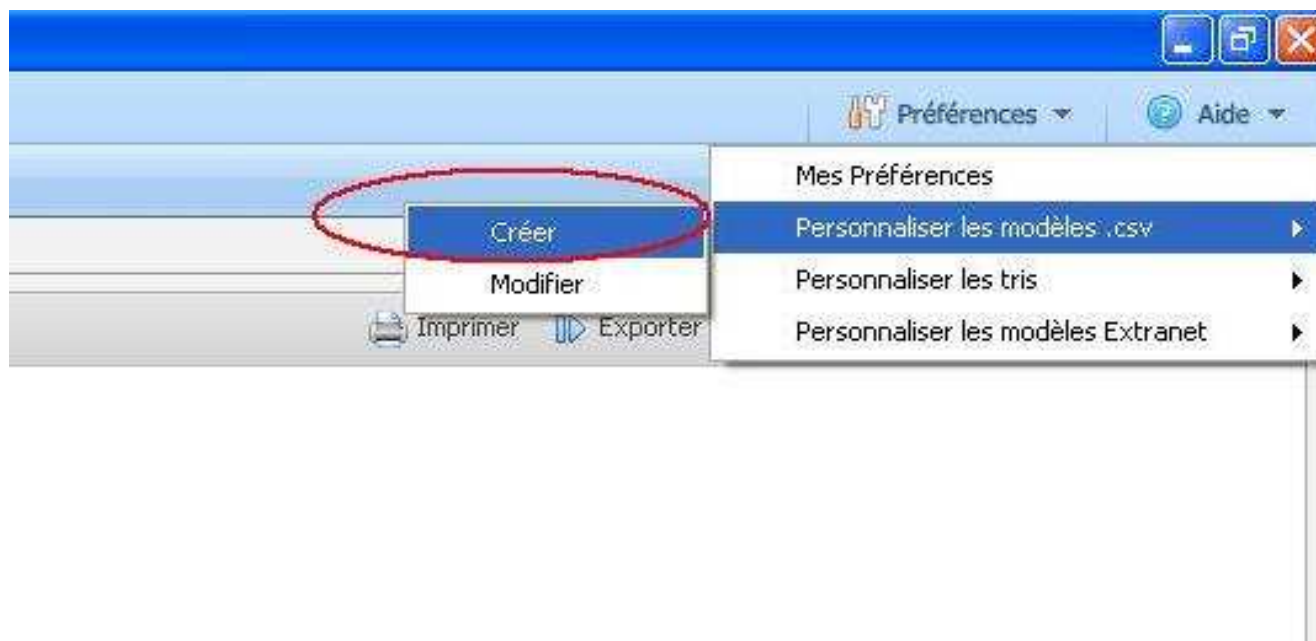 Préférences Aide
Mes Préférences
Créer Personnaliser les modèles .csv
Modifier Personnaliser les tris
Imprimer Exporter Personnaliser les modèles Extranet